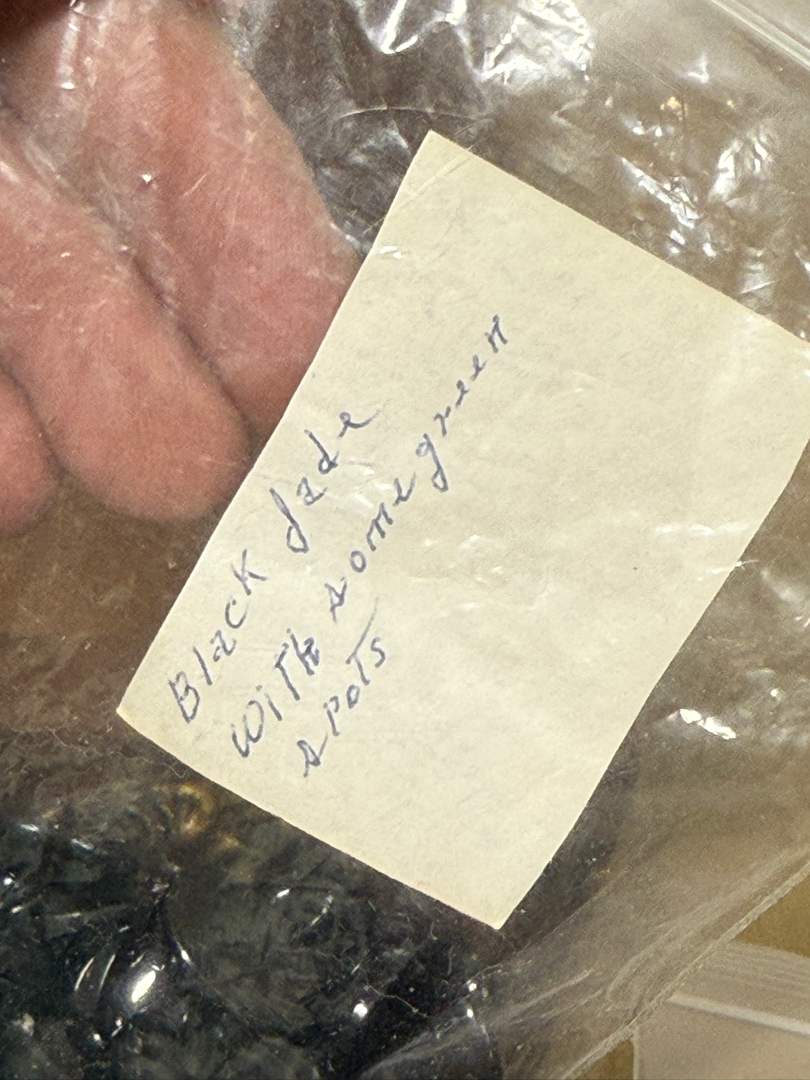 Black Jade
with some green
spots